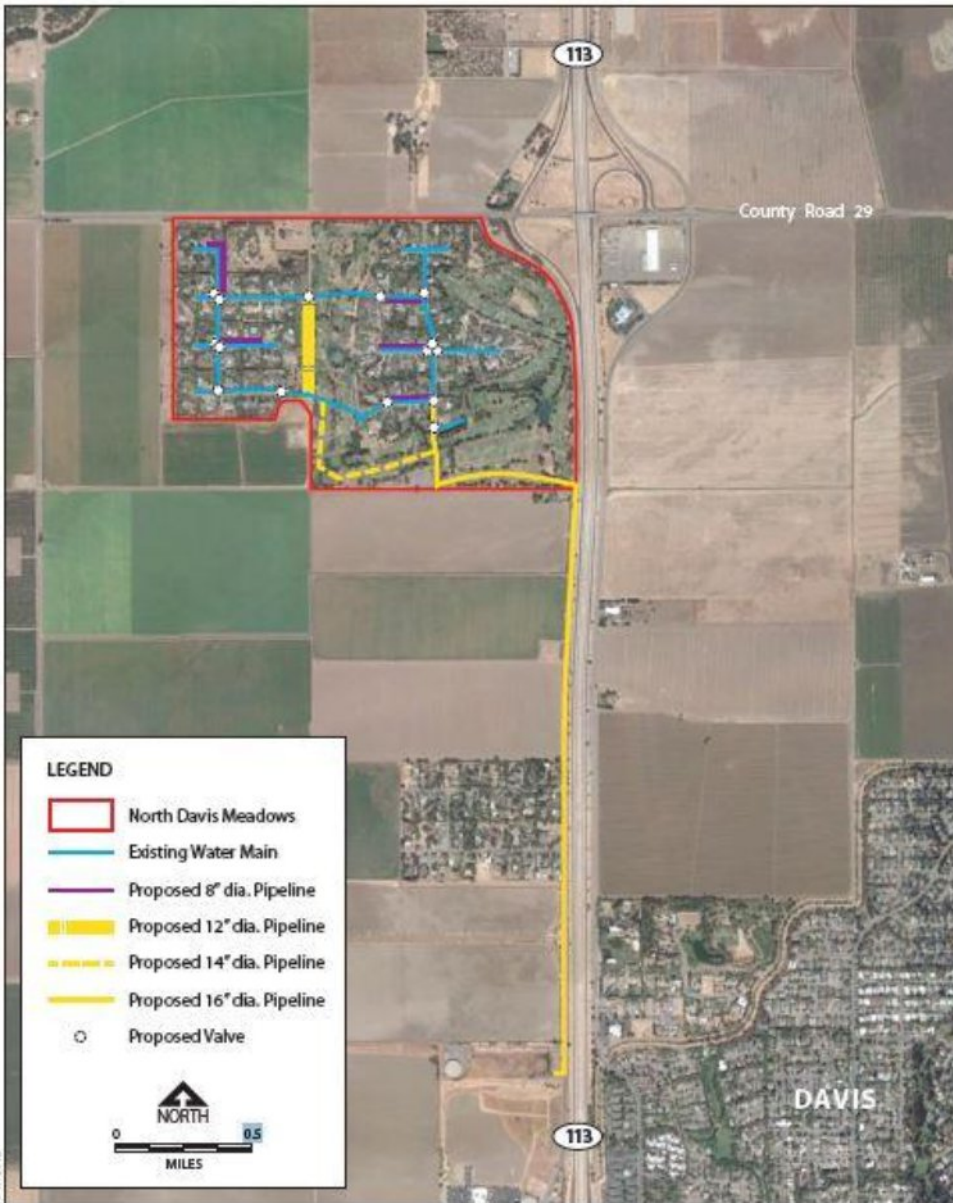 113
County Road 29
LEGEND
North Davis Meadows
Existing Water Main
Proposed 8" dia. Pipeline
Proposed 12" dia. Pipeline
Proposed 14" dia. Pipeline
Proposed 16" dia. Pipeline
Proposed Valve
NORTH
0 0.5
MILES
DAVIS
113